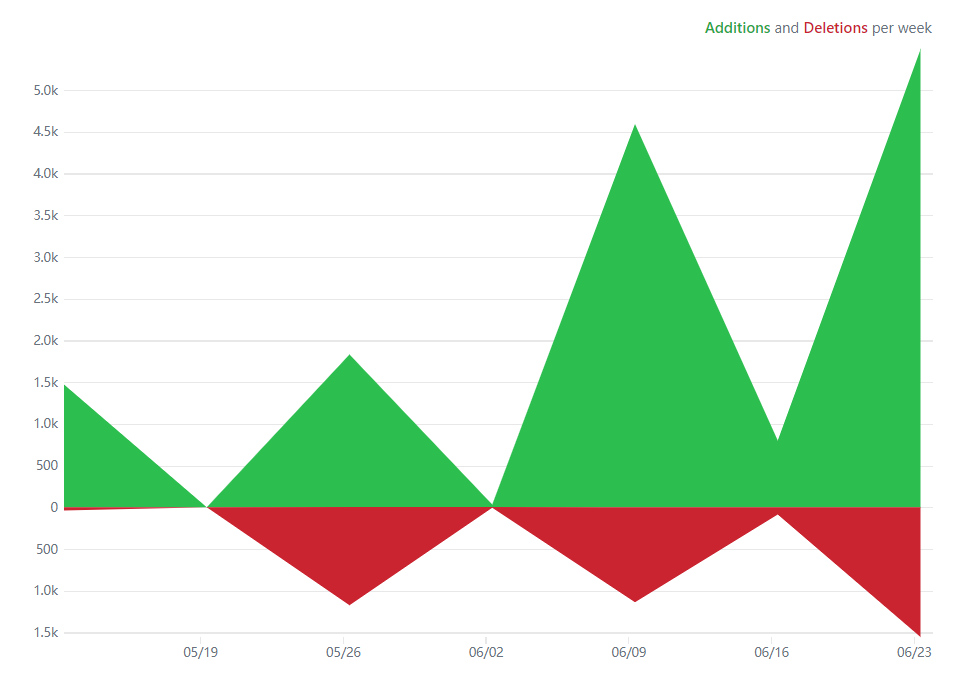 Additions and Deletions per week
5.0k
4.5k
4.0k
3.5k
3.0k
2.5k
2.0k
1.5k
1.0k
500
0
500
1.0k
1.5k
05/19 05/26 06/02 06/09 06/16 06/23